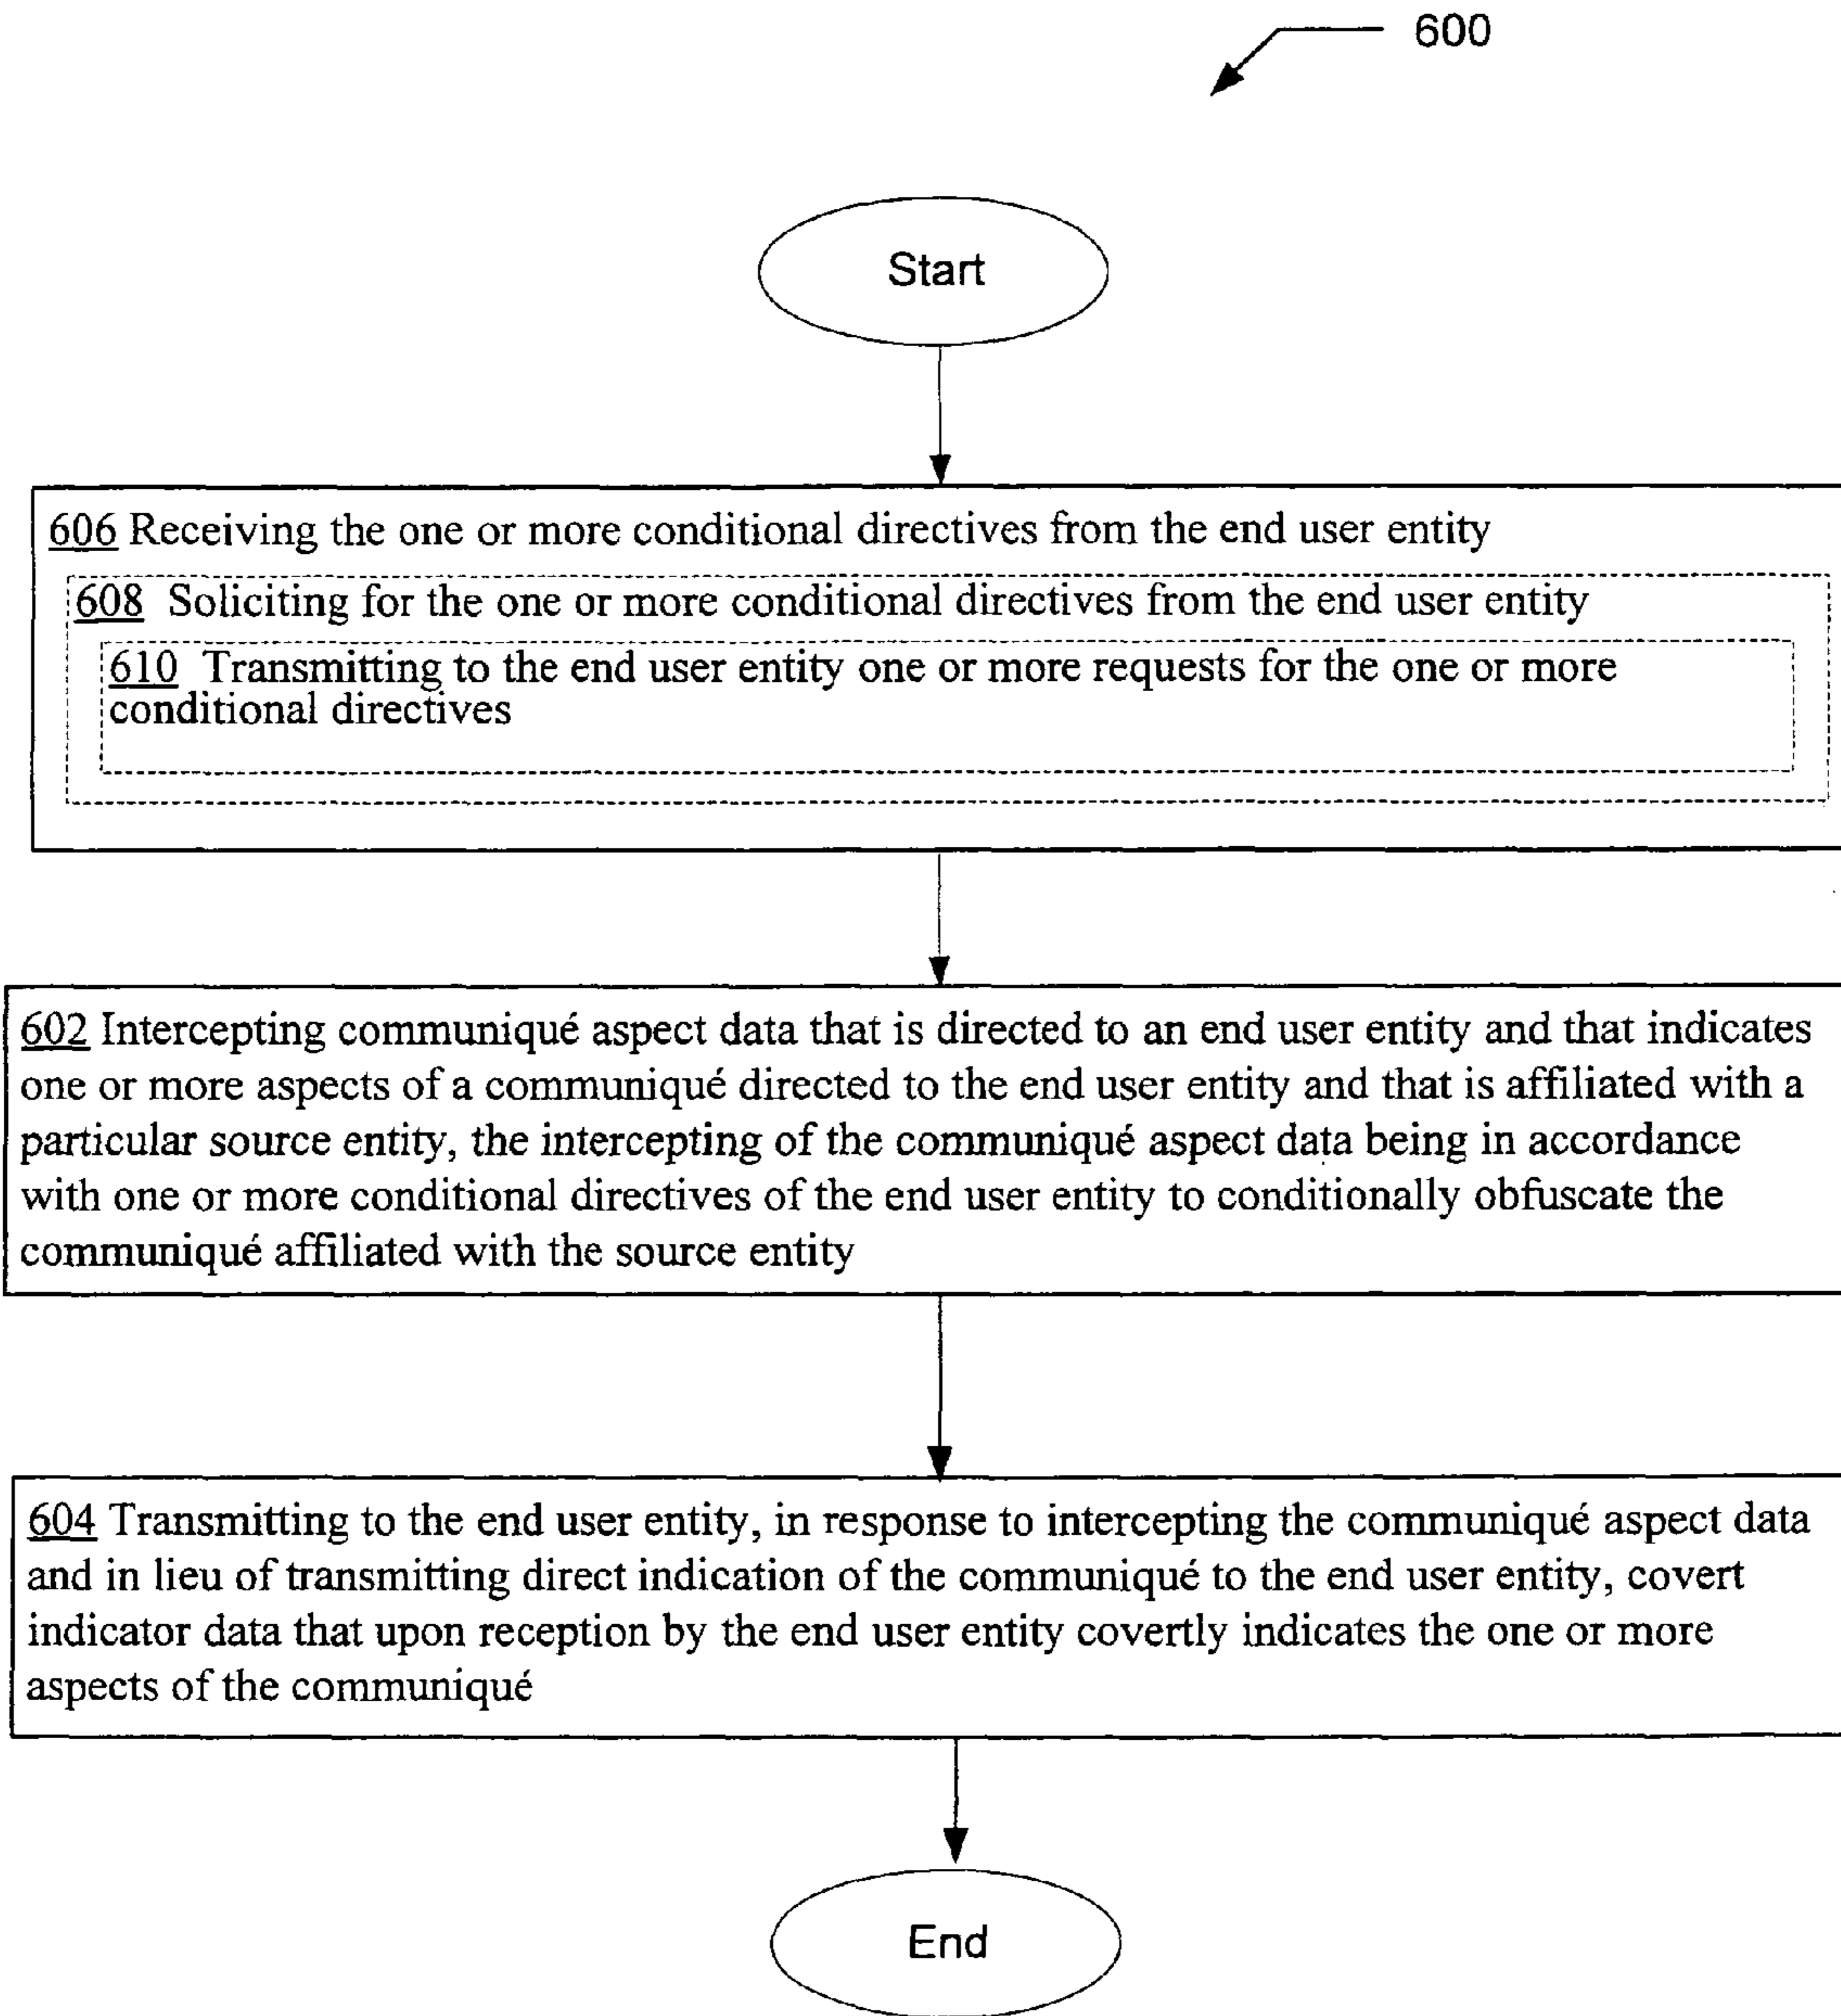 600
Start
606 Receiving the one or more conditional directives from the end user entity
608 Soliciting for the one or more conditional directives from the end user entity
610 Transmitting to the end user entity one or more requests for the one or more
conditional directives
602 Intercepting communiqué aspect data that is directed to an end user entity and that indicates
one or more aspects of a communiqué directed to the end user entity and that is affiliated with a
particular source entity, the intercepting of the communiqué aspect data being in accordance
with one or more conditional directives of the end user entity to conditionally obfuscate the
communiqué affiliated with the source entity
604 Transmitting to the end user entity, in response to intercepting the communiqué aspect data
and in lieu of transmitting direct indication of the communiqué to the end user entity, covert
indicator data that upon reception by the end user entity covertly indicates the one or more
aspects of the communiqué
End